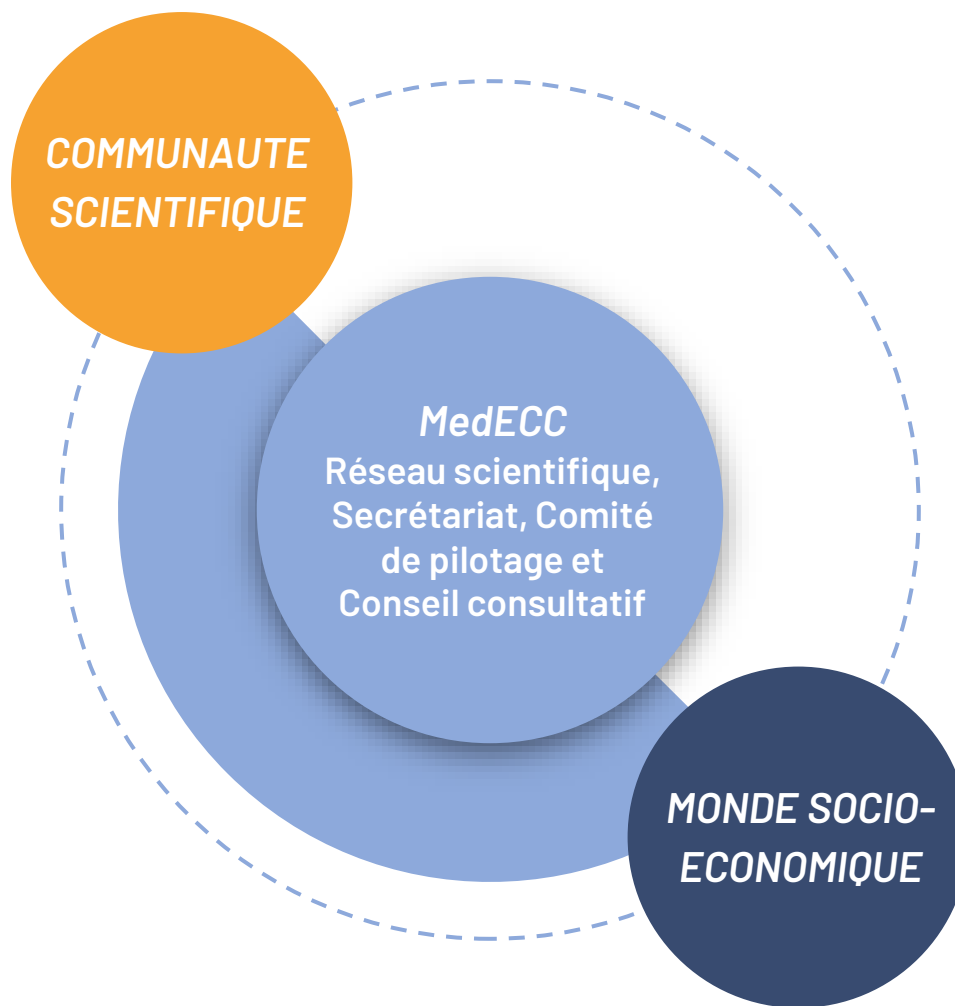 COMMUNAUTE
SCIENTIFIQUE
MedECC
Réseau scientifique,
Secrétariat, Comité
de pilotage et
Conseil consultatif
MONDE SOCIO-
ECONOMIQUE